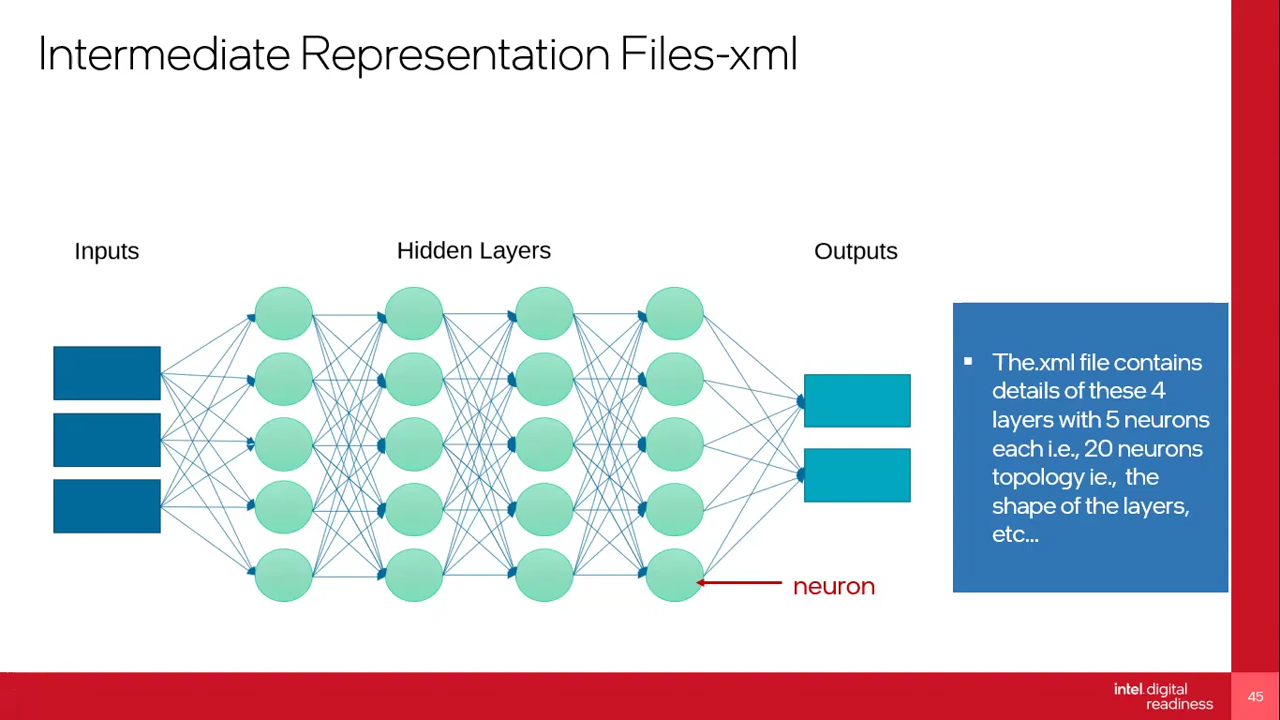 Intermediate Representation Files-xml
Inputs
Hidden Layers
Outputs
▪ The.xml file contains
details of these 4
layers with 5 neurons
each i.e., 20 neurons
topology ie., the
shape of the layers,
etc...
neuron
intel digital
readiness
45